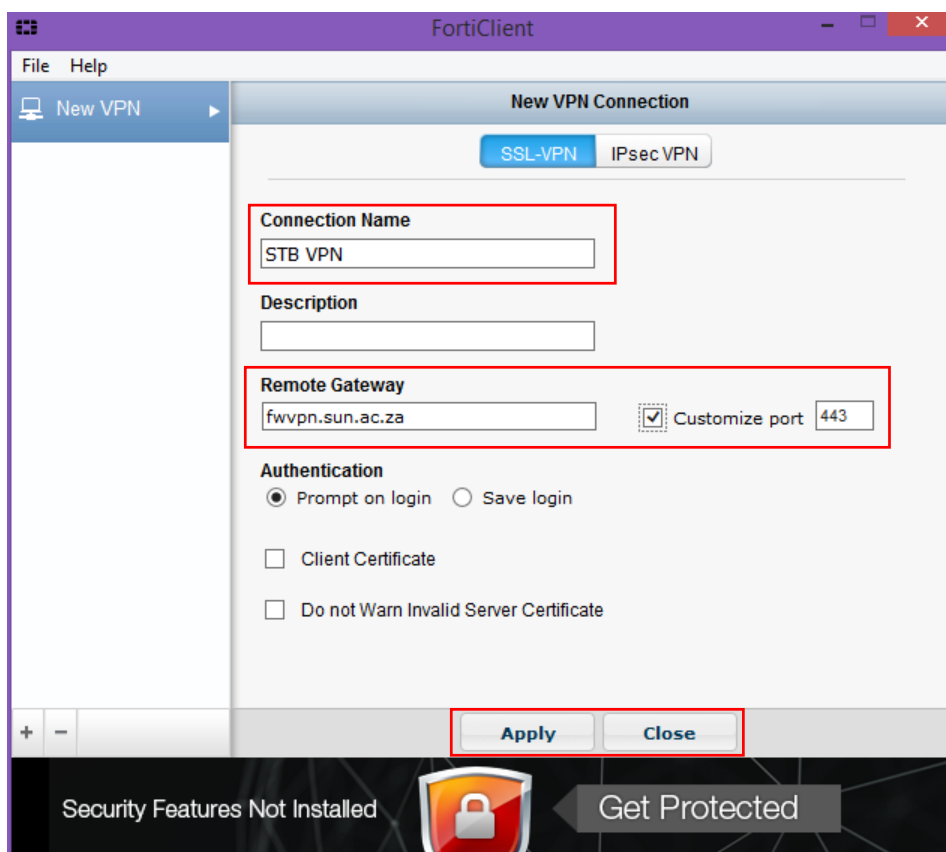 FortiClient
File Help
New VPN
New VPN Connection
SSL-VPN IPsec VPN
Connection Name
STB VPN
Description
Remote Gateway
fwvpn.sun.ac.za Customize port 443
Authentication
Prompt on login Save login
Client Certificate
Do not Warn Invalid Server Certificate
+ −
Apply Close
Security Features Not Installed Get Protected